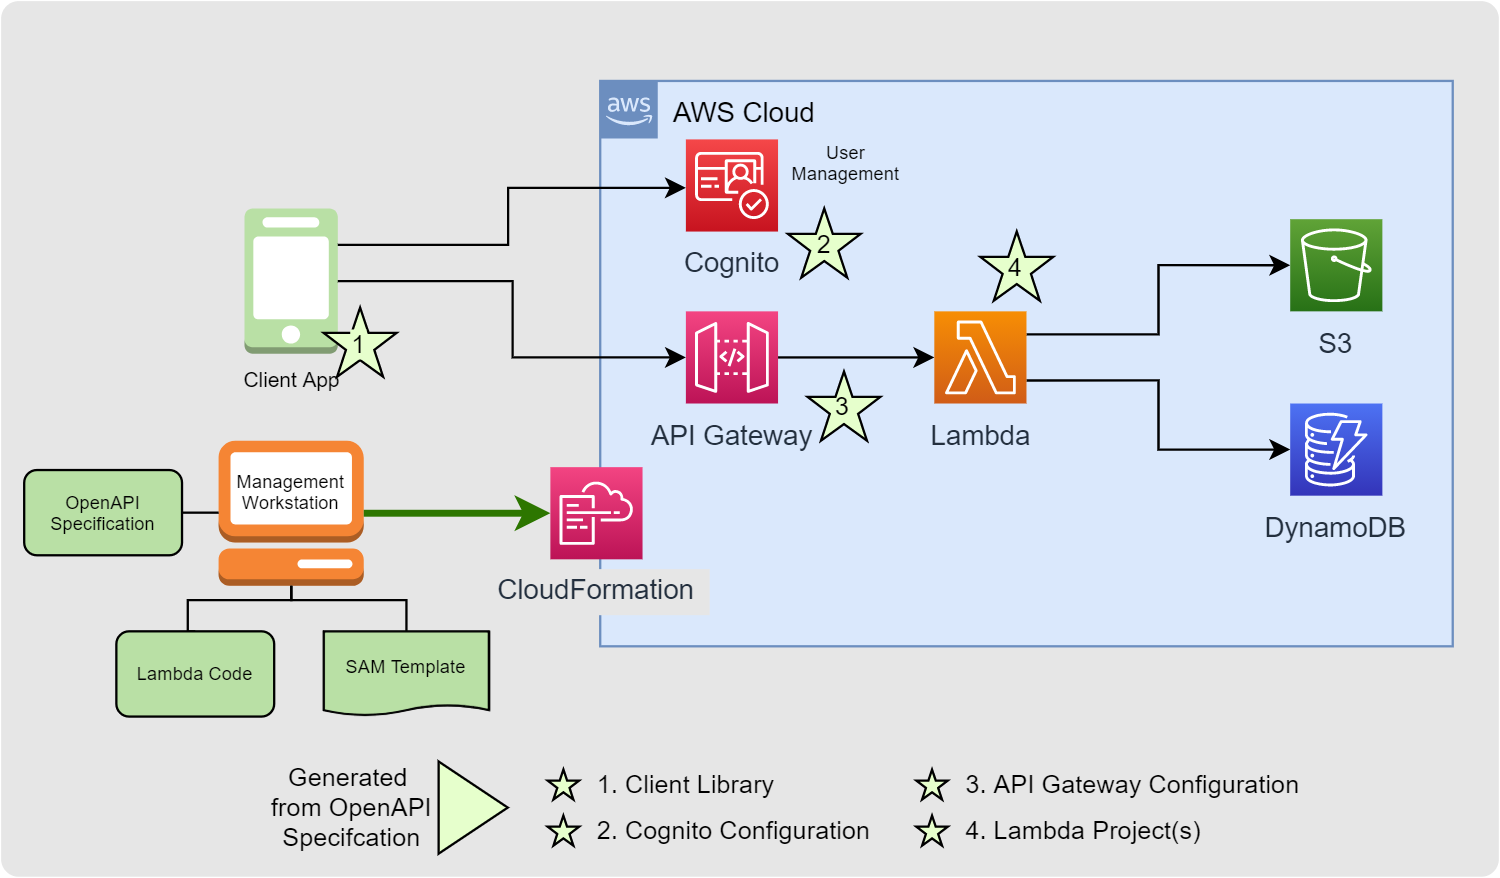 aws
AWS Cloud
User
Management
Cognito
2
4
1
Client App
API Gateway
3
Lambda
S3
DynamoDB
OpenAPI
Specification
Management
Workstation
CloudFormation
Lambda Code
SAM Template
Generated
from OpenAPI
Specifcation
1. Client Library
2. Cognito Configuration
3. API Gateway Configuration
4. Lambda Project(s)